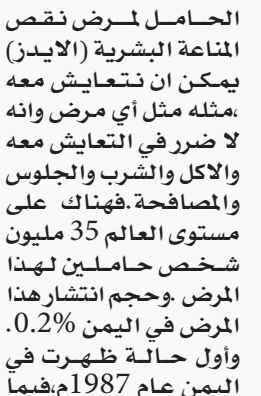 الحامل لمرض نقص
المناعة البشرية (الايدز)
يمكن ان نتعايش معه
،مثله مثل أي مرض وانه
لا ضرر في التعايش معه
والاكل والشرب والجلوس
والمصافحة.فهناك على
مستوى العالم 35 مليون
شخص حاملين لهذا
المرض .وحجم انتشار هذا
المرض في اليمن 0.2%.
وأول حالة ظهرت في
اليمن عام 1987م،فيما